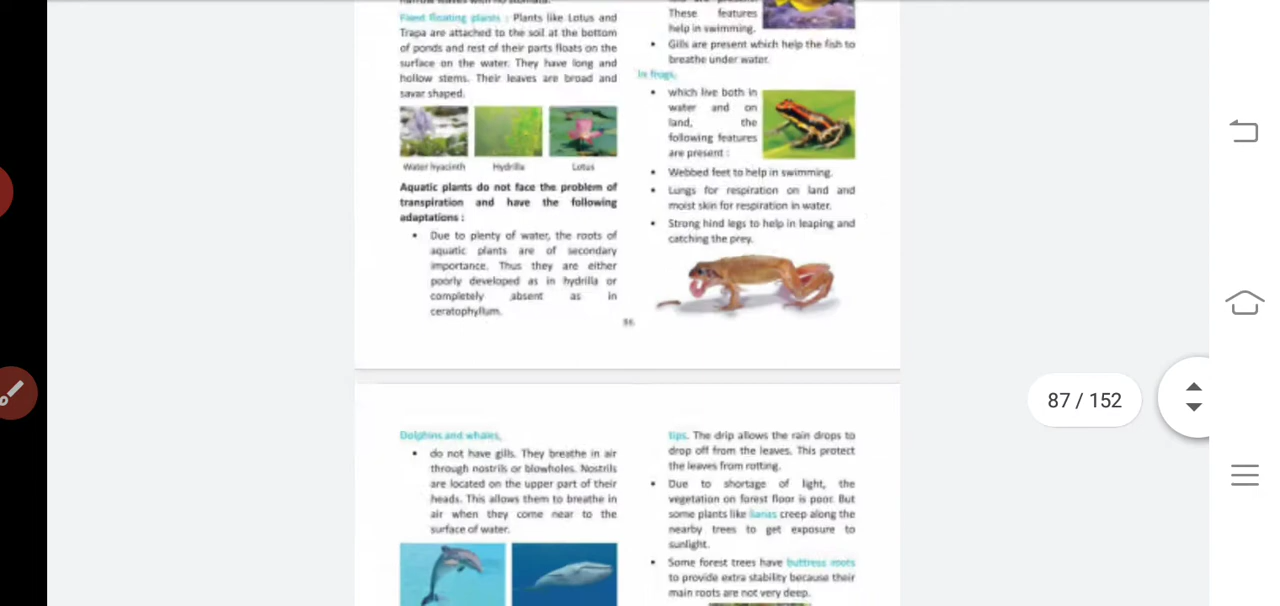 Fixed floating plants : Plants like Lotus and
Trapa are attached to the soil at the bottom
of ponds and rest of their parts floats on the
surface on the water. They have long and
hollow stems. Their leaves are broad and
savar shaped.
Water hyacinth Hydrilla Lotus
Aquatic plants do not face the problem of
transpiration and have the following
adaptations :
• Due to plenty of water, the roots of
aquatic plants are of secondary
importance. Thus they are either
poorly developed as in hydrilla or
completely absent as in
ceratophyllum.
These features
help in swimming.
• Gills are present which help the fish to
breathe under water.
In frogs,
• which live both in
water and on
land, the
following features
are present :
• Webbed feet to help in swimming.
• Lungs for respiration on land and
moist skin for respiration in water.
• Strong hind legs to help in leaping and
catching the prey.
86
Dolphins and whales,
• do not have gills. They breathe in air
through nostrils or blowholes. Nostrils
are located on the upper part of their
heads. This allows them to breathe in
air when they come near to the
surface of water.
tips. The drip allows the rain drops to
drop off from the leaves. This protect
the leaves from rotting.
• Due to shortage of light, the
vegetation on forest floor is poor. But
some plants like lianas creep along the
nearby trees to get exposure to
sunlight.
• Some forest trees have buttress roots
to provide extra stability because their
main roots are not very deep.
87 / 152